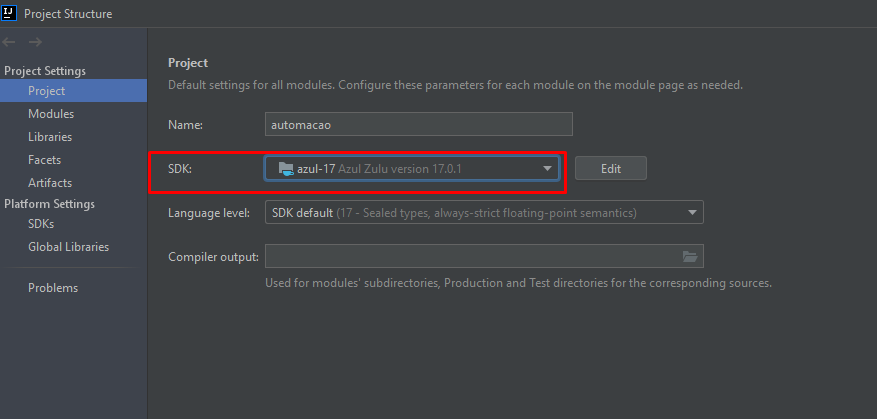 IJ
Project Structure
Project Settings
Project
Modules
Libraries
Facets
Artifacts
Platform Settings
SDKs
Global Libraries
Problems
Project
Default settings for all modules. Configure these parameters for each module on the module page as needed.
Name: automacao
SDK: azul-17 Azul Zulu version 17.0.1 Edit
Language level: SDK default (17 - Sealed types, always-strict floating-point semantics)
Compiler output:
Used for modules' subdirectories, Production and Test directories for the corresponding sources.